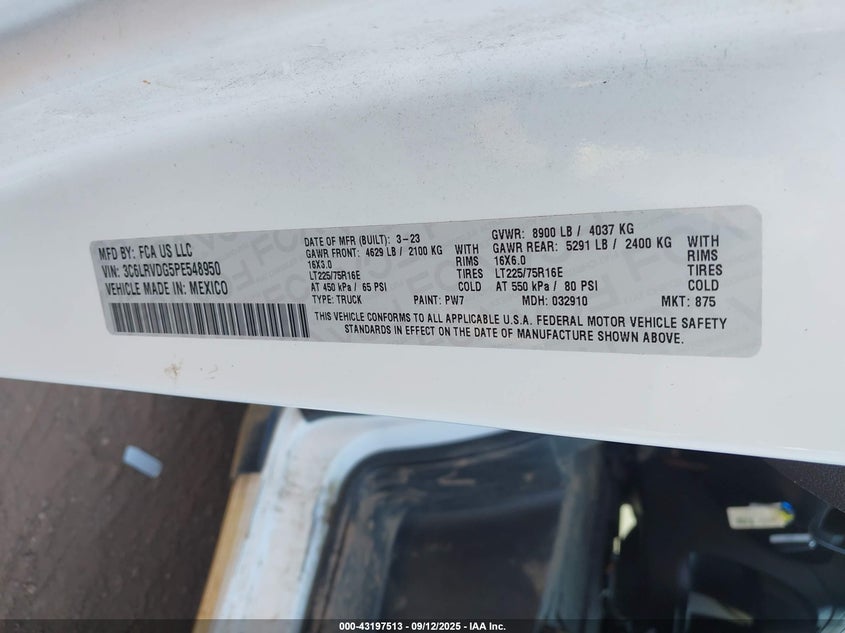 MFD BY: FCA US LLC
VIN: 3C6LRVDG5PE548950
VEHICLE MADE IN: MEXICO
DATE OF MFR (BUILT): 3-23
GAWR FRONT: 4629 LB / 2100 KG WITH
16X3.0 RIMS
LT225/75R16E TIRES
AT 450 kPa / 65 PSI COLD
TYPE: TRUCK PAINT: PW7
GVWR: 8900 LB / 4037 KG
GAWR REAR: 5291 LB / 2400 KG WITH
16X6.0 RIMS
LT225/75R16E TIRES
AT 550 kPa / 80 PSI COLD
MDH: 032910 MKT: 875
THIS VEHICLE CONFORMS TO ALL APPLICABLE U.S.A. FEDERAL MOTOR VEHICLE SAFETY
STANDARDS IN EFFECT ON THE DATE OF MANUFACTURE SHOWN ABOVE.
000-43197513 - 09/12/2025 - IAA Inc.